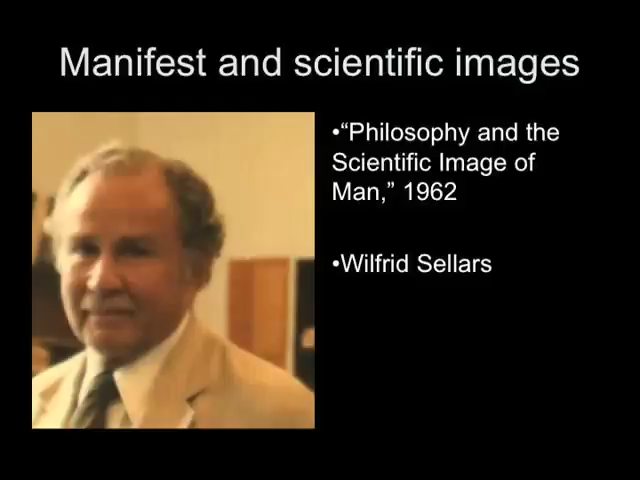 Manifest and scientific images
•“Philosophy and the
Scientific Image of
Man,” 1962
•Wilfrid Sellars